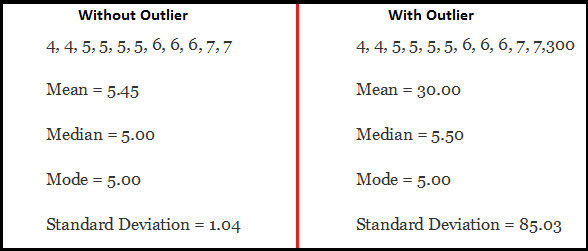 Without Outlier
4, 4, 5, 5, 5, 5, 6, 6, 6, 7, 7
Mean = 5.45
Median = 5.00
Mode = 5.00
Standard Deviation = 1.04
With Outlier
4, 4, 5, 5, 5, 5, 6, 6, 6, 7, 7,300
Mean = 30.00
Median = 5.50
Mode = 5.00
Standard Deviation = 85.03